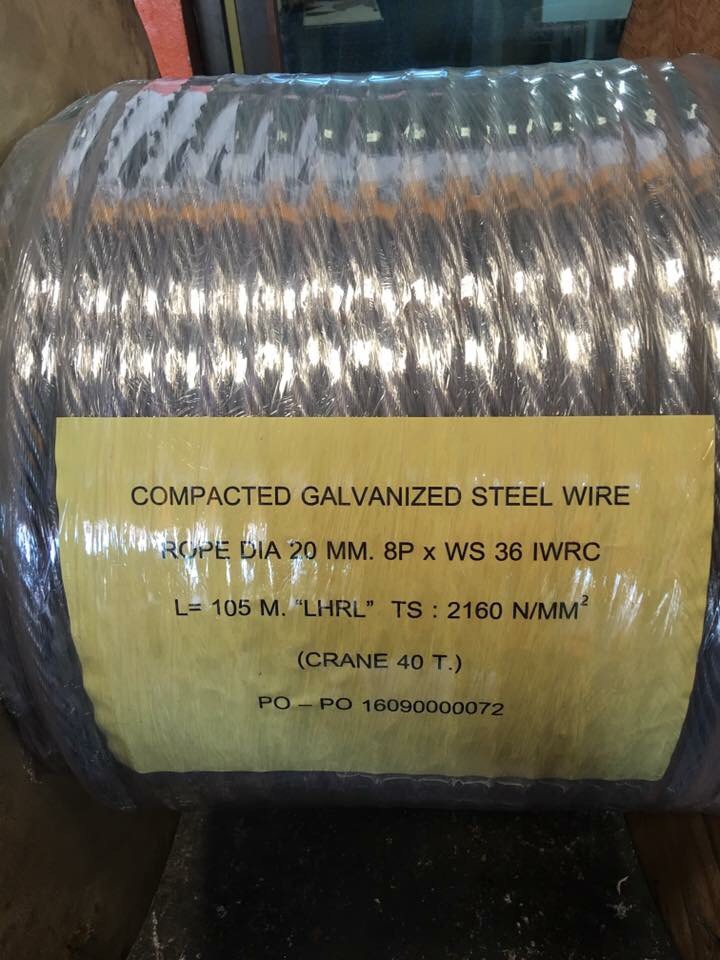 COMPACTED GALVANIZED STEEL WIRE
ROPE DIA 20 MM. 8P x WS 36 IWRC
L= 105 M. “LHRL” TS : 2160 N/MM²
(CRANE 40 T.)
PO – PO 16090000072